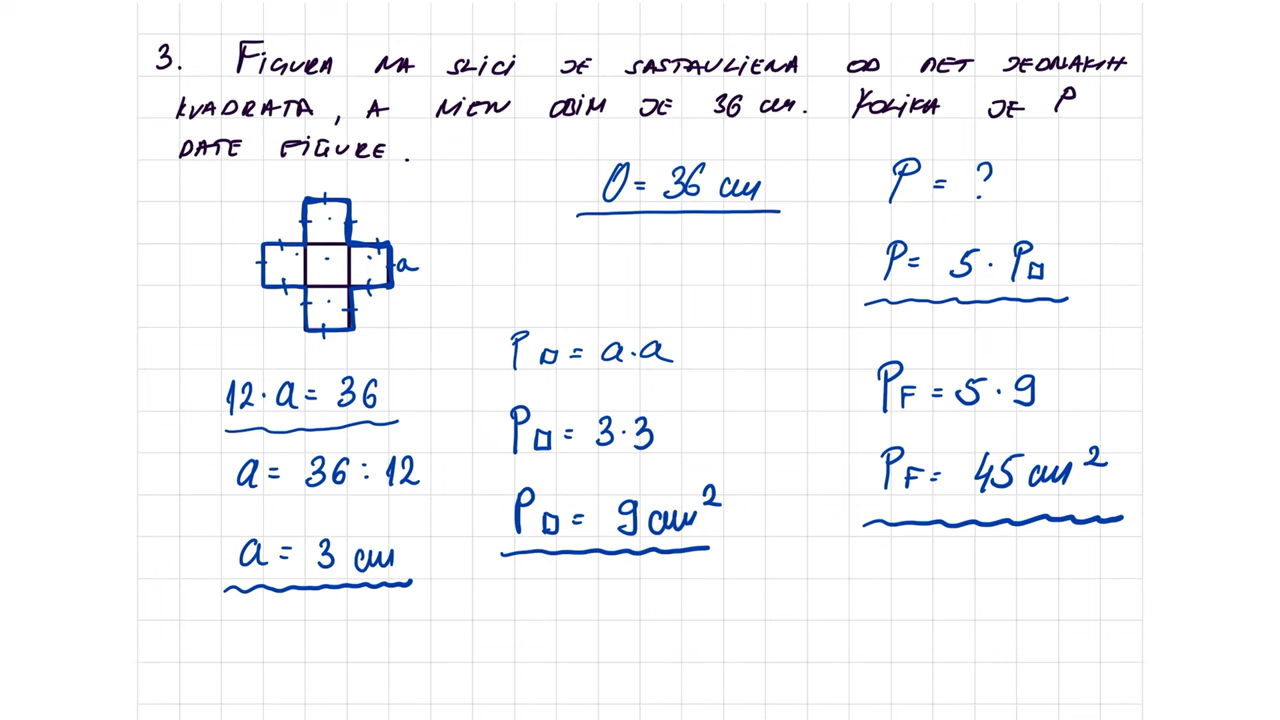 3. FIGURA NA SLICI JE SASTAVLJENA OD PET JEDNAKIH
KVADRATA, A NJEN OBIM JE 36 cm. KOLIKA JE P
DATE FIGURE.
O = 36 cm
P = ?
P = 5 · P□
a
12 · a = 36
a = 36 : 12
a = 3 cm
P□ = a · a
P□ = 3 · 3
P□ = 9 cm²
PF = 5 · 9
PF = 45 cm²